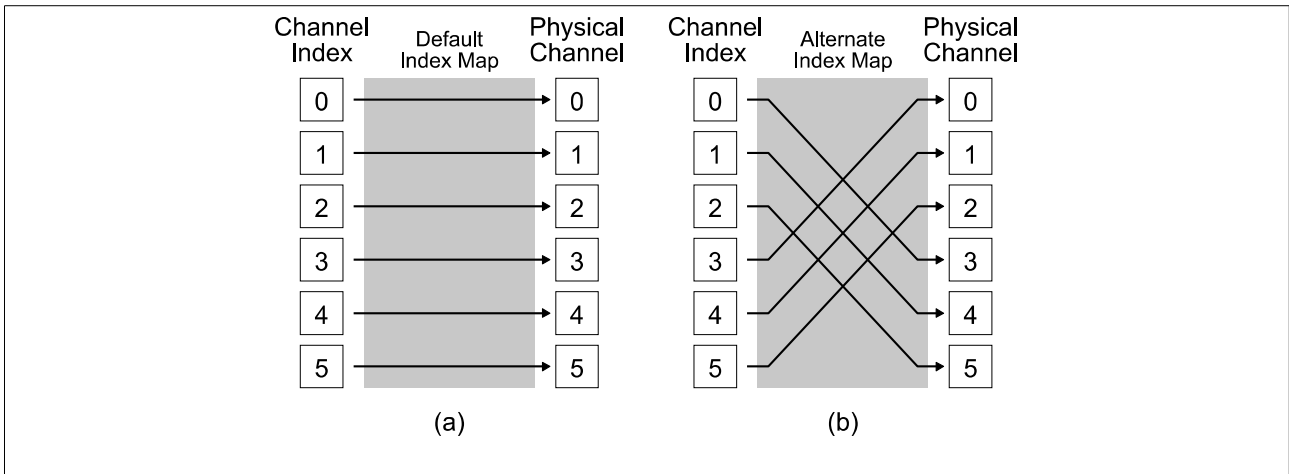 Channel Index
Default Index Map
Physical Channel
0 0
1 1
2 2
3 3
4 4
5 5
(a)
Channel Index
Alternate Index Map
Physical Channel
0 0
1 1
2 2
3 3
4 4
5 5
(b)